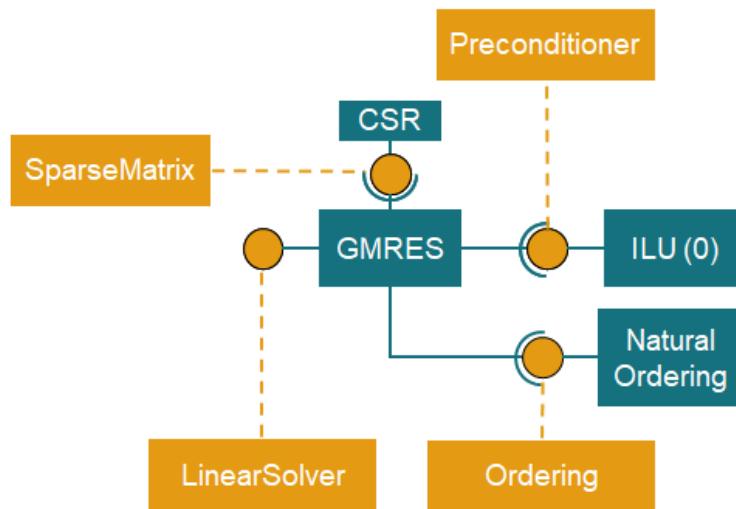 Preconditioner
CSR
SparseMatrix
GMRES
ILU (0)
Natural
Ordering
LinearSolver
Ordering